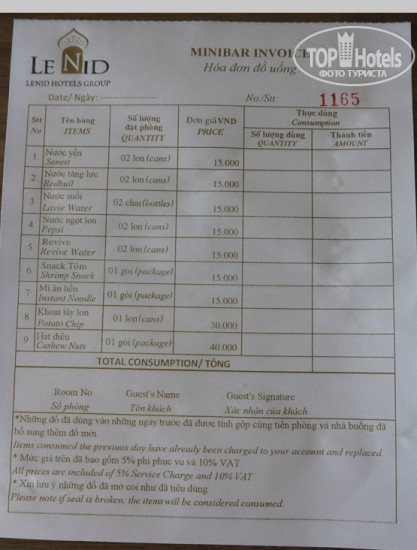 LE NID
LENID HOTELS GROUP
MINIBAR INVOICE
Hóa đơn đồ uống
TOPHotels
ФОТО ТУРИСТА
Date/ Ngày:
No./Stt: 1165
Stt No
Tên hàng ITEMS
Số lượng đặt phòng QUANTITY
Đơn giá VND PRICE
Thực dùng Consumption
Số lượng dùng QUANTITY
Thành tiền AMOUNT
1 Nước yến Sanest 02 lon (cans) 15.000
2 Nước tăng lực Redbull 02 lon (cans) 15.000
3 Nước suối Lavie Water 02 chai (bottles) 15.000
4 Nước ngọt lon Pepsi 02 lon (cans) 15.000
5 Revive Revive Water 02 lon (cans) 15.000
6 Snack Tôm Shrimp Snack 01 gói (package) 15.000
7 Mì ăn liền Instant Noodle 01 gói (package) 15.000
8 Khoai tây lon Potato Chip 01 lon (cans) 30.000
9 Hạt điều Cashew Nuts 01 gói (package) 40.000
TOTAL CONSUMPTION/ TỔNG
Room No Guest's Name Guest's Signature
Số phòng Tên khách Xác nhận của khách
*Những đồ đã dùng vào những ngày trước đã được tính gộp cùng tiền phòng và nhà buồng đã
bổ sung thêm đồ mới
Items consumed the previuos day have already been charged to your account and replaced
* Mức giá trên đã bao gồm 5% phí phục vụ và 10% VAT
All prices are included of 5% Service Charge and 10% VAT
* Xin lưu ý những đồ đã mở coi như đã tiêu dùng
Please note if seal is broken, the item will be considered consumed.